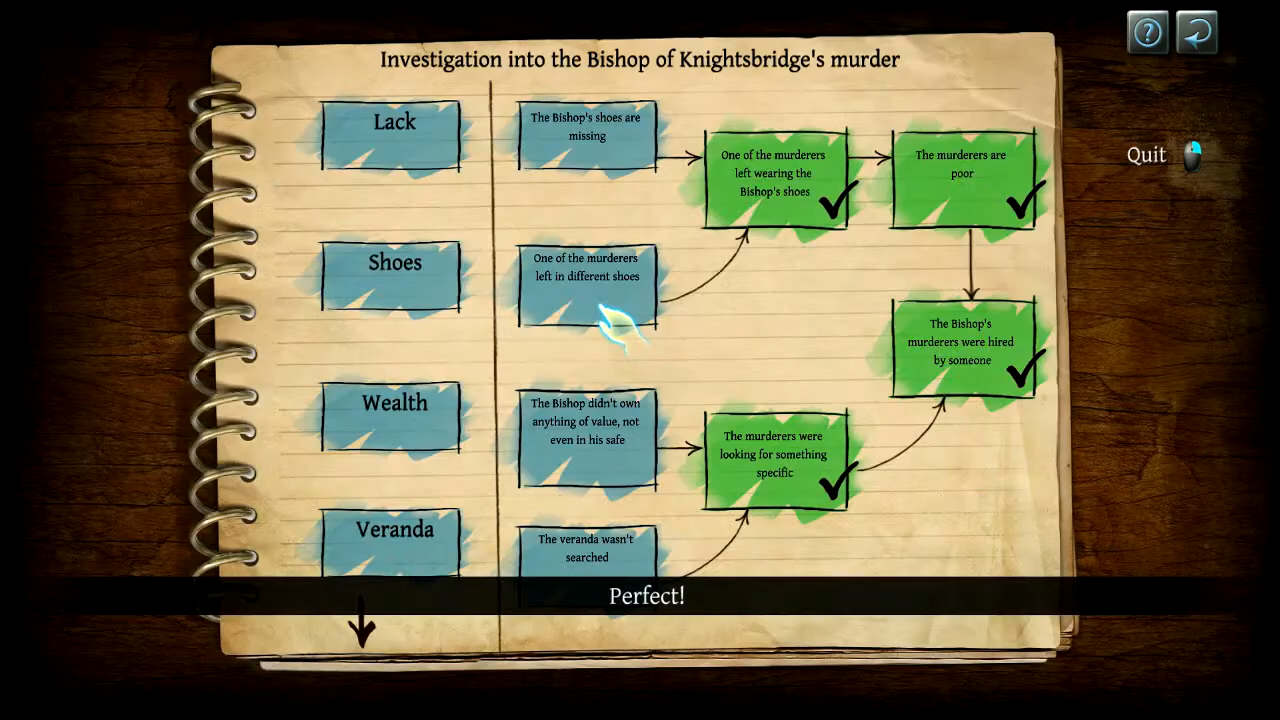 Investigation into the Bishop of Knightsbridge's murder
Lack
Shoes
Wealth
Veranda
The Bishop's shoes are
missing
One of the murderers
left in different shoes
The Bishop didn't own
anything of value, not
even in his safe
The veranda wasn't
searched
One of the murderers
left wearing the
Bishop's shoes
The murderers were
looking for something
specific
The murderers are
poor
The Bishop's
murderers were hired
by someone
?
Quit
Perfect!